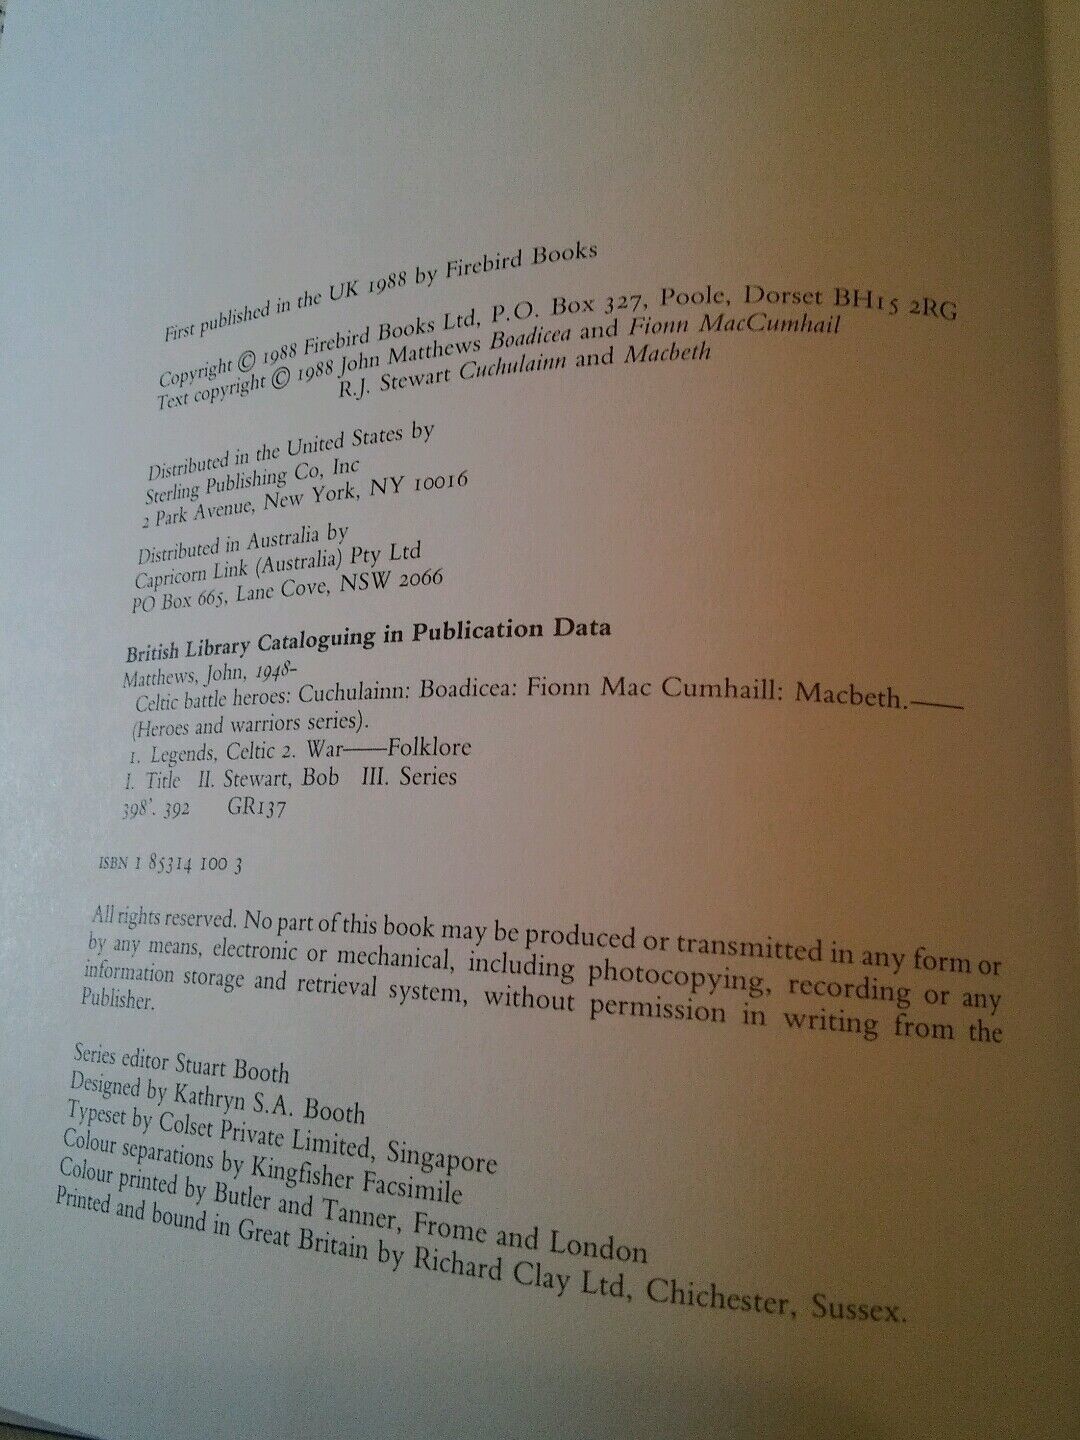 First published in the UK 1988 by Firebird Books
Copyright © 1988 Firebird Books Ltd, P.O. Box 327, Poole, Dorset BH15 2RG
Text copyright © 1988 John Matthews Boadicea and Fionn MacCumhail
R.J. Stewart Cuchulainn and Macbeth
Distributed in the United States by
Sterling Publishing Co, Inc
2 Park Avenue, New York, NY 10016
Distributed in Australia by
Capricorn Link (Australia) Pty Ltd
PO Box 665, Lane Cove, NSW 2066
British Library Cataloguing in Publication Data
Matthews, John, 1948-
Celtic battle heroes: Cuchulainn: Boadicea: Fionn Mac Cumhaill: Macbeth.——
(Heroes and warriors series).
1. Legends, Celtic 2. War——Folklore
I. Title II. Stewart, Bob III. Series
398'. 392 GR137
ISBN 1 85314 100 3
All rights reserved. No part of this book may be produced or transmitted in any form or
by any means, electronic or mechanical, including photocopying, recording or any
information storage and retrieval system, without permission in writing from the
Publisher.
Series editor Stuart Booth
Designed by Kathryn S.A. Booth
Typeset by Colset Private Limited, Singapore
Colour separations by Kingfisher Facsimile
Colour printed by Butler and Tanner, Frome and London
Printed and bound in Great Britain by Richard Clay Ltd, Chichester, Sussex.